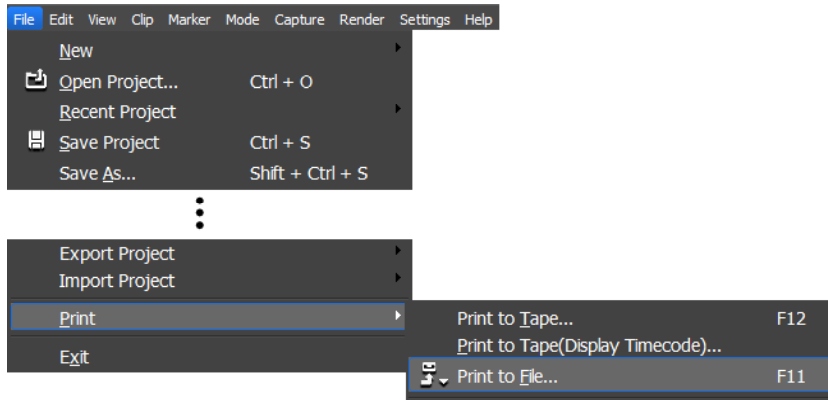 File Edit View Clip Marker Mode Capture Render Settings Help
New
Open Project... Ctrl + O
Recent Project
Save Project Ctrl + S
Save As... Shift + Ctrl + S
Export Project
Import Project
Print
Exit
Print to Tape... F12
Print to Tape(Display Timecode)...
Print to File... F11